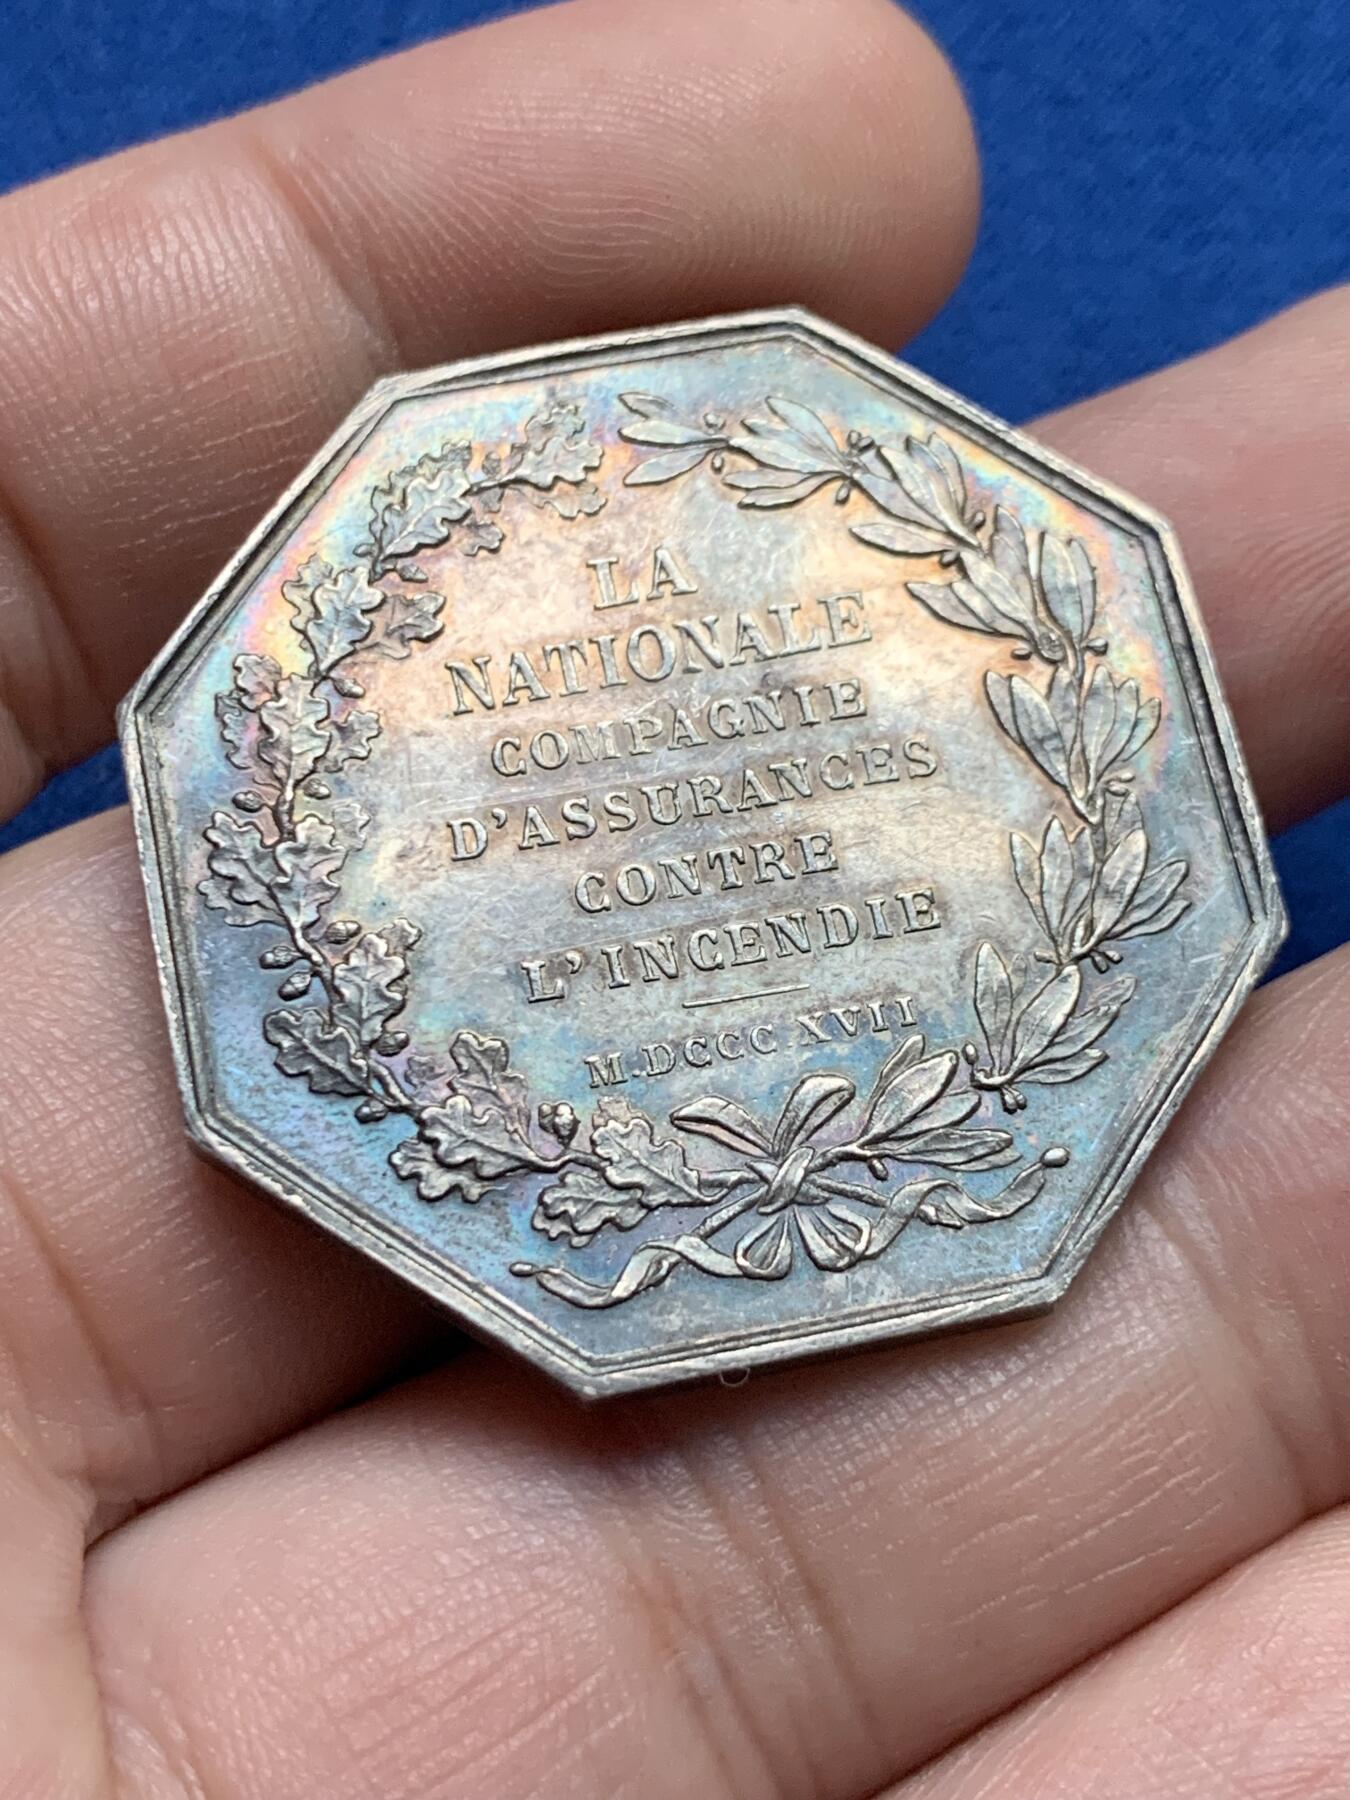 LA
NATIONALE
COMPAGNIE
D'ASSURANCES
CONTRE
L'INCENDIE
M.DCCC XVII